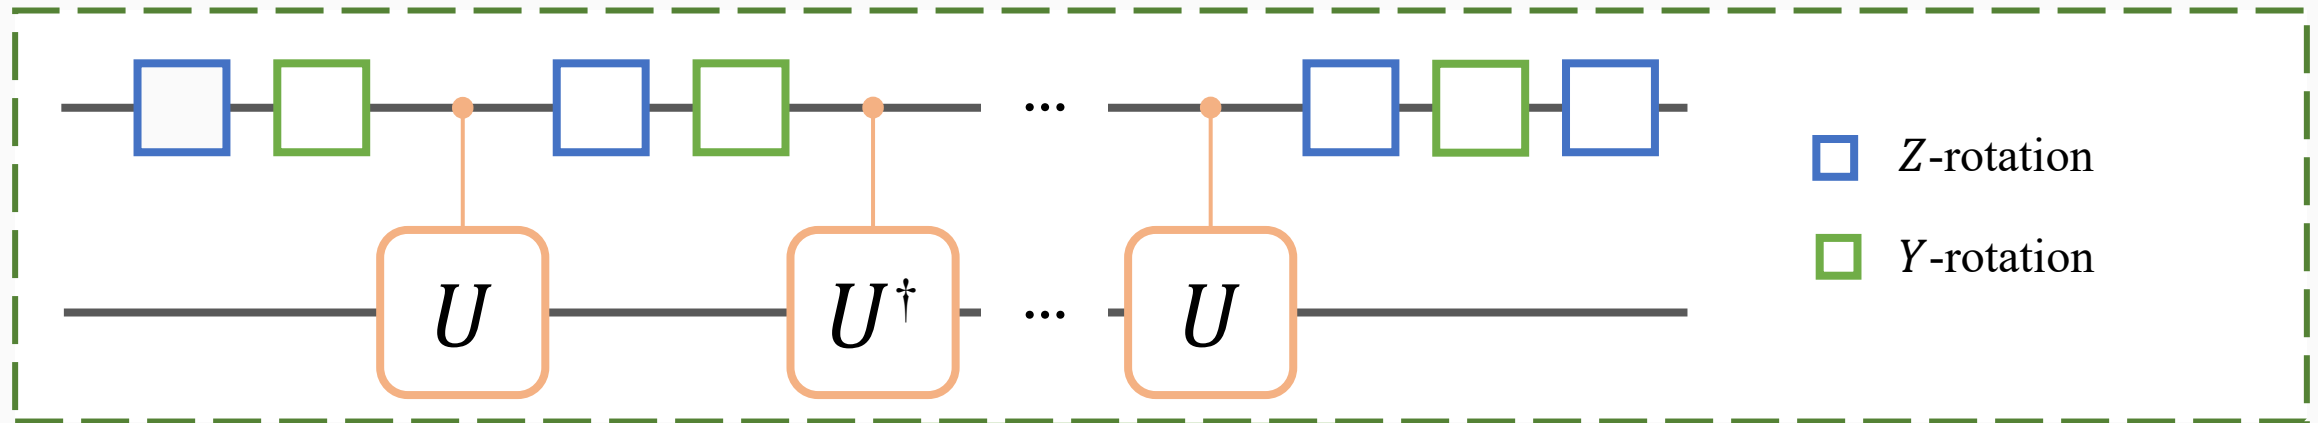 ...
Z-rotation
Y-rotation
U
U†
...
U